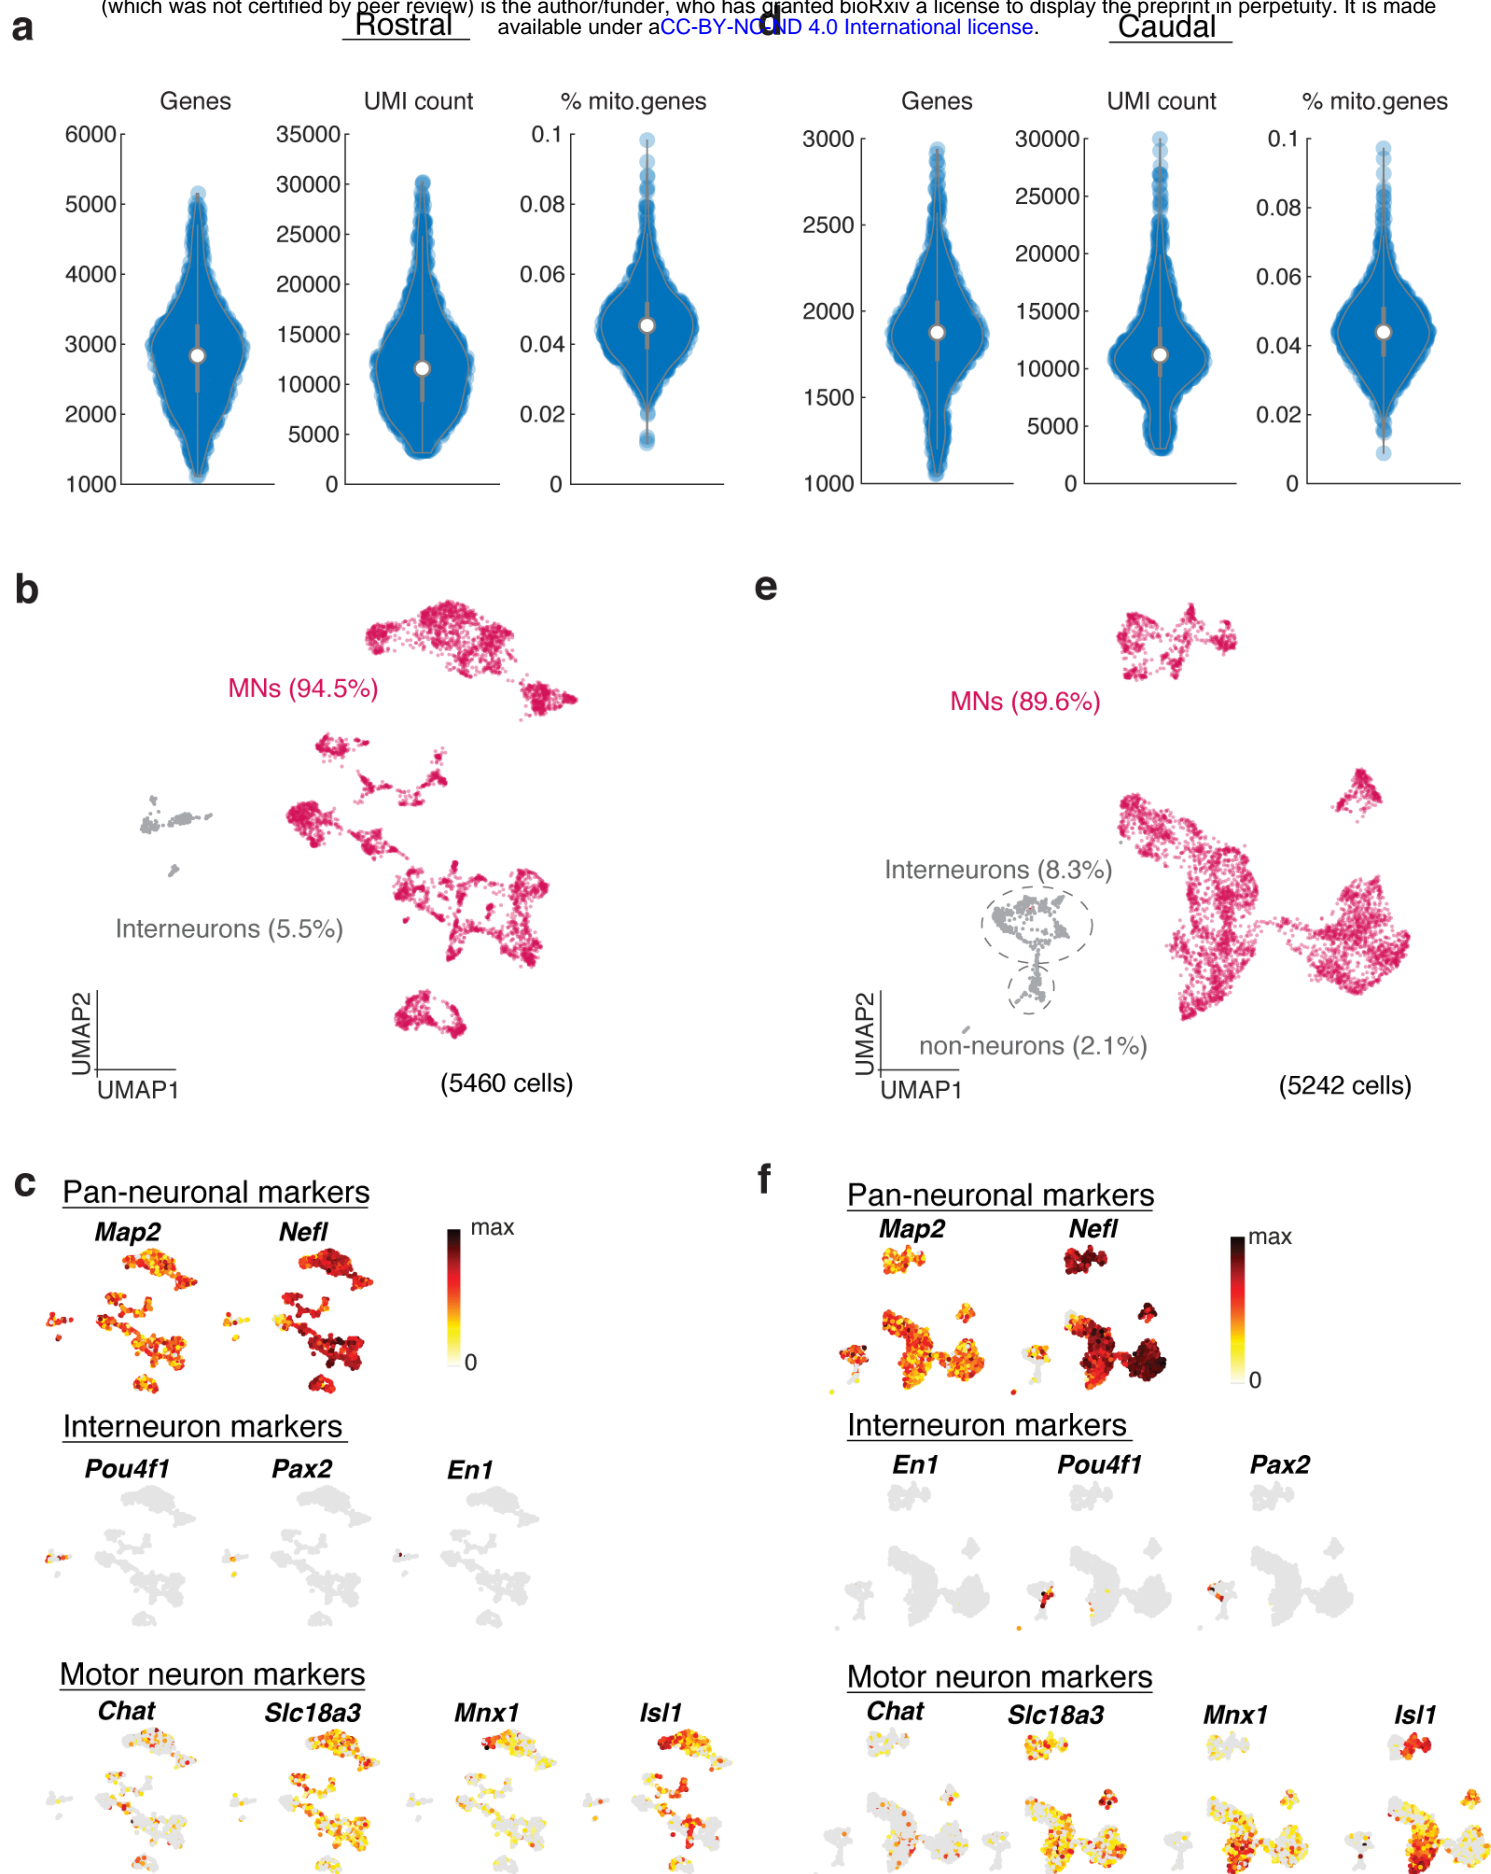 (which was not certified by peer review) is the author/funder, who has granted bioRxiv a license to display the preprint in perpetuity. It is made
available under aCC-BY-NC-ND 4.0 International license.
a
Rostral
Genes
UMI count
% mito.genes
6000
5000
4000
3000
2000
1000
35000
30000
25000
20000
15000
10000
5000
0
0.1
0.08
0.06
0.04
0.02
0
d
Caudal
Genes
UMI count
% mito.genes
3000
2500
2000
1500
1000
30000
25000
20000
15000
10000
5000
0
0.1
0.08
0.06
0.04
0.02
0
b
MNs (94.5%)
Interneurons (5.5%)
UMAP2
UMAP1
(5460 cells)
e
MNs (89.6%)
Interneurons (8.3%)
non-neurons (2.1%)
UMAP2
UMAP1
(5242 cells)
c
Pan-neuronal markers
Map2
Nefl
max
0
Interneuron markers
Pou4f1
Pax2
En1
Motor neuron markers
Chat
Slc18a3
Mnx1
Isl1
f
Pan-neuronal markers
Map2
Nefl
max
0
Interneuron markers
En1
Pou4f1
Pax2
Motor neuron markers
Chat
Slc18a3
Mnx1
Isl1